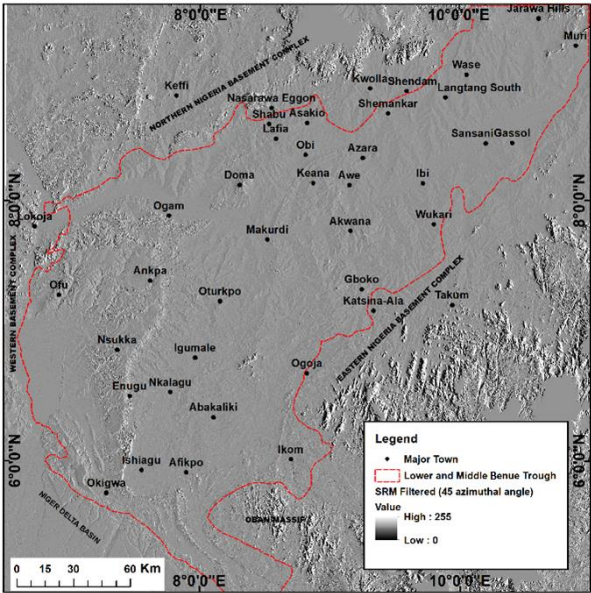 8°0'0"E
10°0'0"E
Jarawa Hills
Muri
NORTHERN NIGERIA BASEMENT COMPLEX
Wase
Keffi
Kwolla
Shendam
Langtang South
Nasarawa Eggon
Shabu
Asakio
Shemankar
Lafia
Obi
Azara
Sansani
Gassol
Doma
Keana
Awe
Ibi
8°0'0"N
8°0'0"N
Lokoja
Ogam
Makurdi
Akwana
Wukari
WESTERN BASEMENT COMPLEX
Ofu
Ankpa
Oturkpo
Gboko
Katsina-Ala
Takum
EASTERN NIGERIA BASEMENT COMPLEX
Nsukka
Igumale
Ogoja
Enugu
Nkalagu
Abakaliki
6°0'0"N
6°0'0"N
Ishiagu
Afikpo
Ikom
Okigwa
NIGER DELTA BASIN
OBAN MASSIF
Legend
Major Town
Lower and Middle Benue Trough
SRM Filtered (45 azimuthal angle)
Value
High : 255
Low : 0
0 15 30 60 Km
8°0'0"E
10°0'0"E